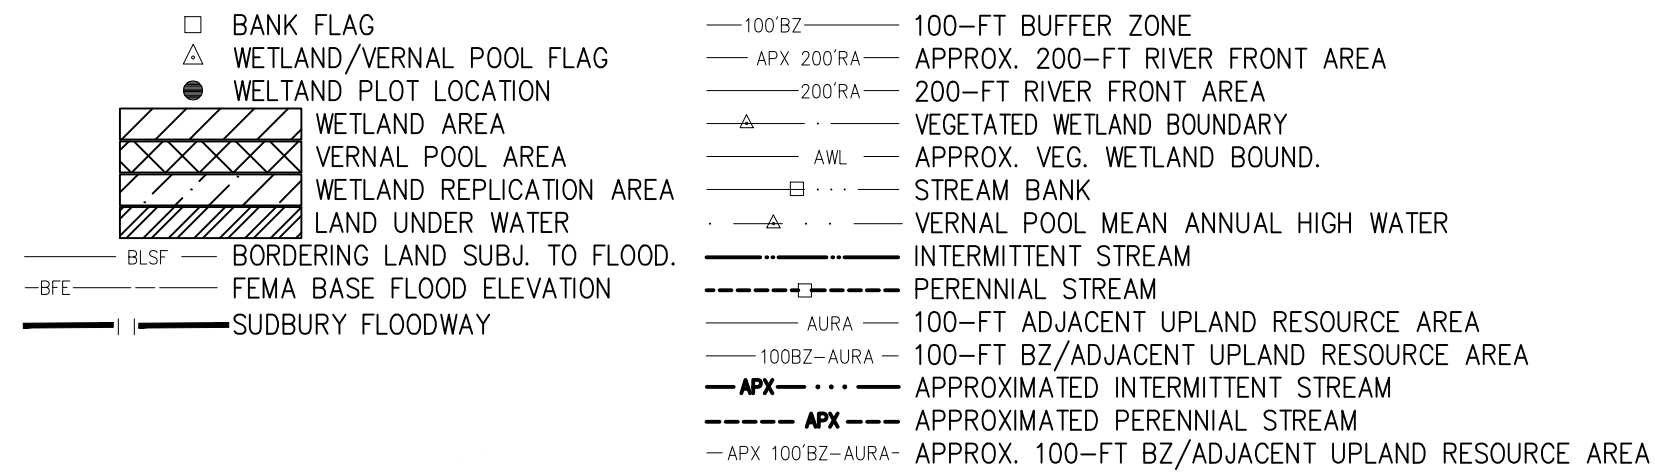 BANK FLAG
WETLAND/VERNAL POOL FLAG
WELTAND PLOT LOCATION
WETLAND AREA
VERNAL POOL AREA
WETLAND REPLICATION AREA
LAND UNDER WATER
BLSF BORDERING LAND SUBJ. TO FLOOD.
BFE FEMA BASE FLOOD ELEVATION
SUDBURY FLOODWAY
100'BZ 100-FT BUFFER ZONE
APX 200'RA APPROX. 200-FT RIVER FRONT AREA
200'RA 200-FT RIVER FRONT AREA
VEGETATED WETLAND BOUNDARY
AWL APPROX. VEG. WETLAND BOUND.
STREAM BANK
VERNAL POOL MEAN ANNUAL HIGH WATER
INTERMITTENT STREAM
PERENNIAL STREAM
AURA 100-FT ADJACENT UPLAND RESOURCE AREA
100BZ-AURA 100-FT BZ/ADJACENT UPLAND RESOURCE AREA
APX APPROXIMATED INTERMITTENT STREAM
APX APPROXIMATED PERENNIAL STREAM
APX 100'BZ-AURA APPROX. 100-FT BZ/ADJACENT UPLAND RESOURCE AREA